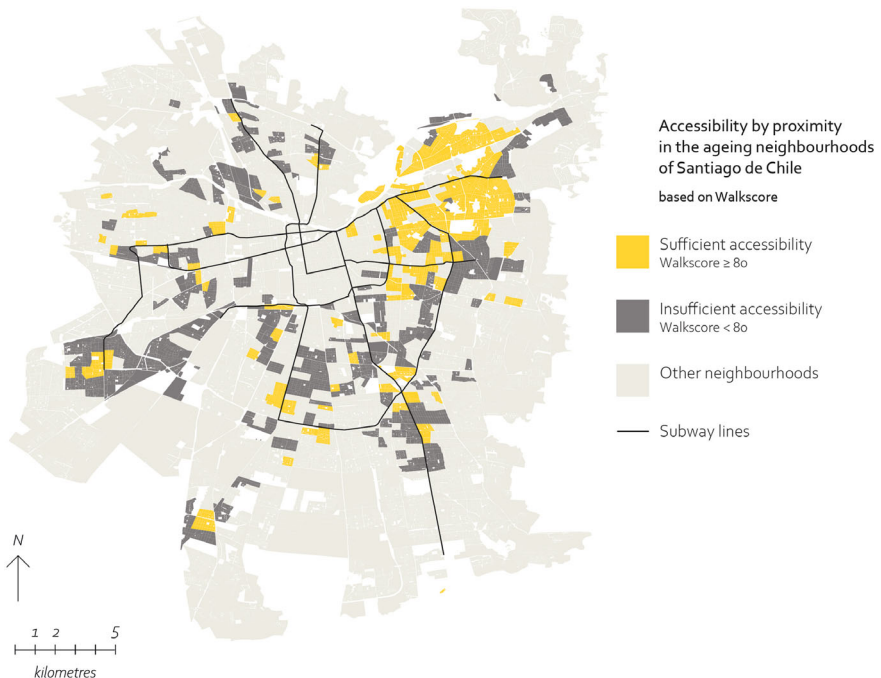 Accessibility by proximity
in the ageing neighbourhoods
of Santiago de Chile
based on Walkscore
Sufficient accessibility
Walkscore ≥ 80
Insufficient accessibility
Walkscore < 80
Other neighbourhoods
Subway lines
N
1 2 5
kilometres